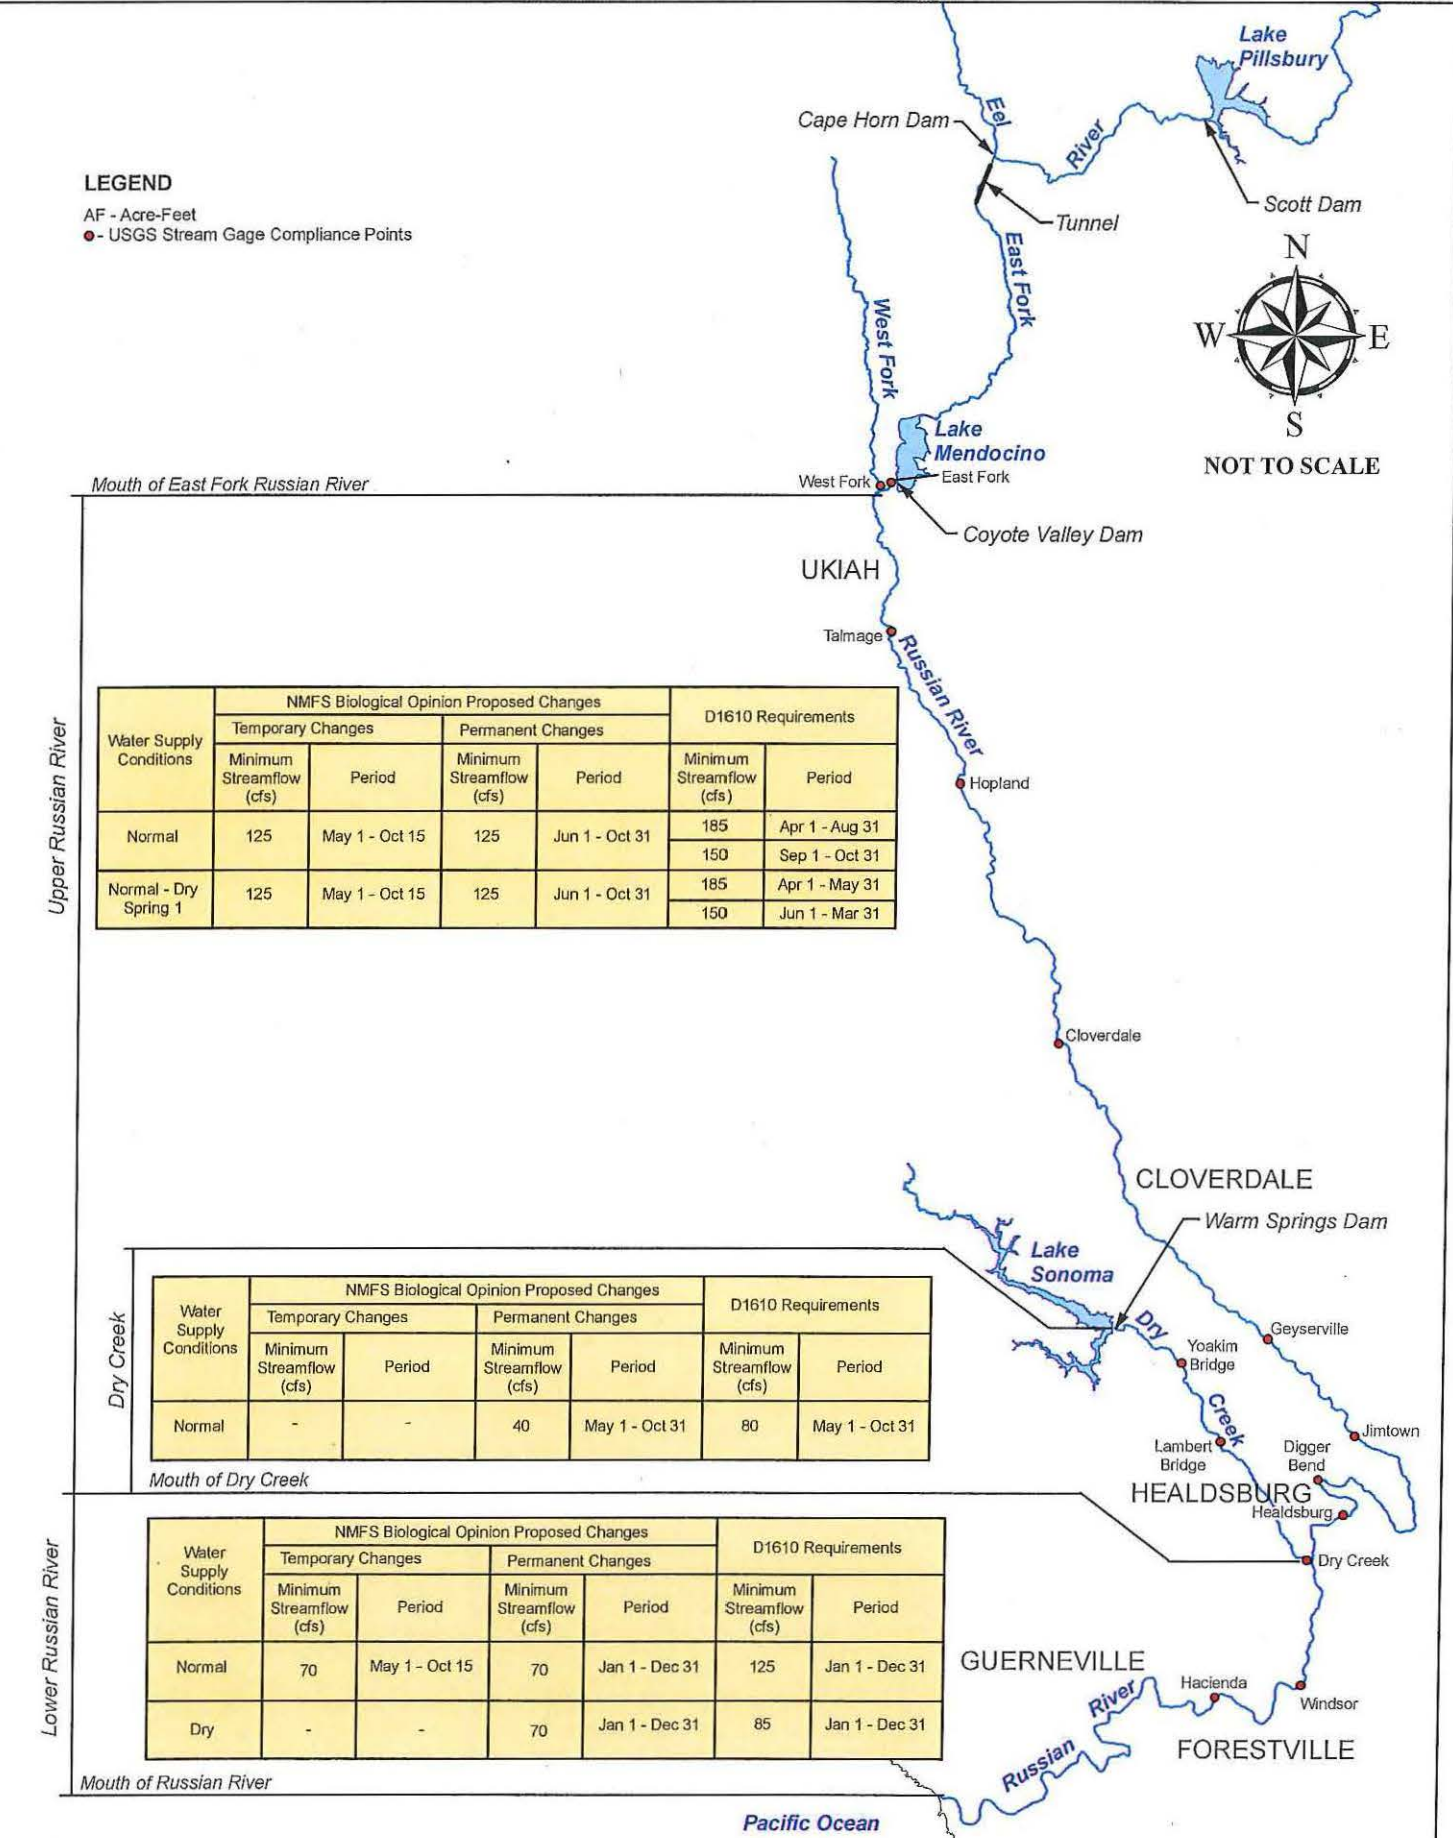 Lake
Pillsbury
Cape Horn Dam
Eel
River
Scott Dam
Tunnel
LEGEND
AF - Acre-Feet
- USGS Stream Gage Compliance Points
East Fork
West Fork
N
W
E
S
NOT TO SCALE
Lake
Mendocino
West Fork
East Fork
Mouth of East Fork Russian River
Coyote Valley Dam
UKIAH
Talmage
Russian River
Hopland
Upper Russian River
Water Supply
Conditions
NMFS Biological Opinion Proposed Changes
D1610 Requirements
Temporary Changes
Permanent Changes
Minimum
Streamflow
(cfs)
Period
Minimum
Streamflow
(cfs)
Period
Minimum
Streamflow
(cfs)
Period
Normal
125
May 1 - Oct 15
125
Jun 1 - Oct 31
185
Apr 1 - Aug 31
150
Sep 1 - Oct 31
Normal - Dry
Spring 1
125
May 1 - Oct 15
125
Jun 1 - Oct 31
185
Apr 1 - May 31
150
Jun 1 - Mar 31
Cloverdale
CLOVERDALE
Warm Springs Dam
Lake
Sonoma
Dry
Creek
Geyserville
Yoakim
Bridge
Jimtown
Lambert
Bridge
Digger
Bend
HEALDSBURG
Healdsburg
Dry Creek
Dry Creek
Water
Supply
Conditions
NMFS Biological Opinion Proposed Changes
D1610 Requirements
Temporary Changes
Permanent Changes
Minimum
Streamflow
(cfs)
Period
Minimum
Streamflow
(cfs)
Period
Minimum
Streamflow
(cfs)
Period
Normal
-
-
40
May 1 - Oct 31
80
May 1 - Oct 31
Mouth of Dry Creek
Lower Russian River
Water
Supply
Conditions
NMFS Biological Opinion Proposed Changes
D1610 Requirements
Temporary Changes
Permanent Changes
Minimum
Streamflow
(cfs)
Period
Minimum
Streamflow
(cfs)
Period
Minimum
Streamflow
(cfs)
Period
Normal
70
May 1 - Oct 15
70
Jan 1 - Dec 31
125
Jan 1 - Dec 31
Dry
-
-
70
Jan 1 - Dec 31
85
Jan 1 - Dec 31
GUERNEVILLE
Hacienda
Windsor
FORESTVILLE
Russian
River
Mouth of Russian River
Pacific Ocean